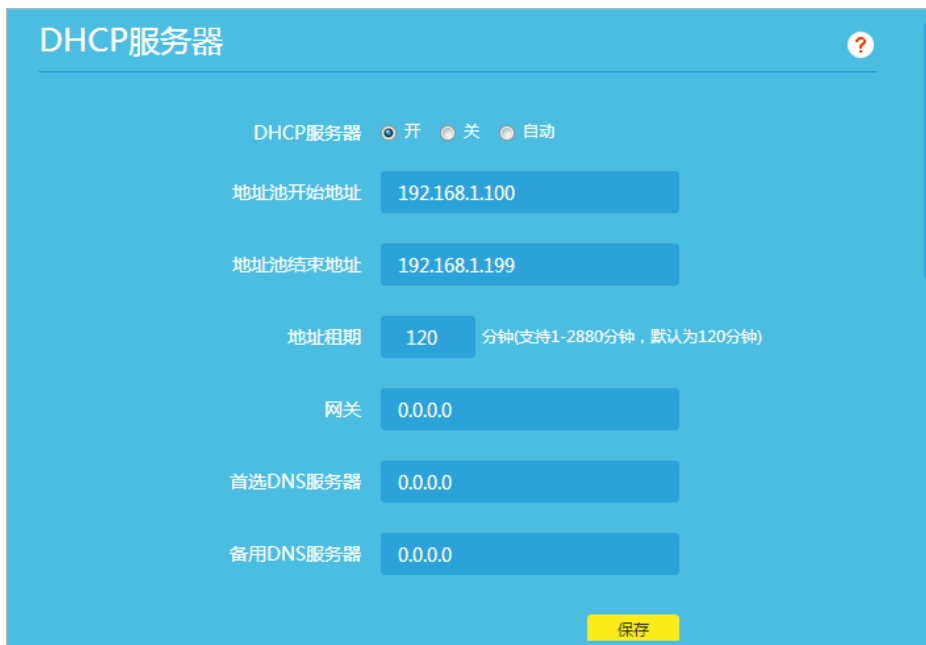 DHCP服务器
?
DHCP服务器 开 关 自动
地址池开始地址 192.168.1.100
地址池结束地址 192.168.1.199
地址租期 120 分钟(支持1-2880分钟，默认为120分钟)
网关 0.0.0.0
首选DNS服务器 0.0.0.0
备用DNS服务器 0.0.0.0
保存